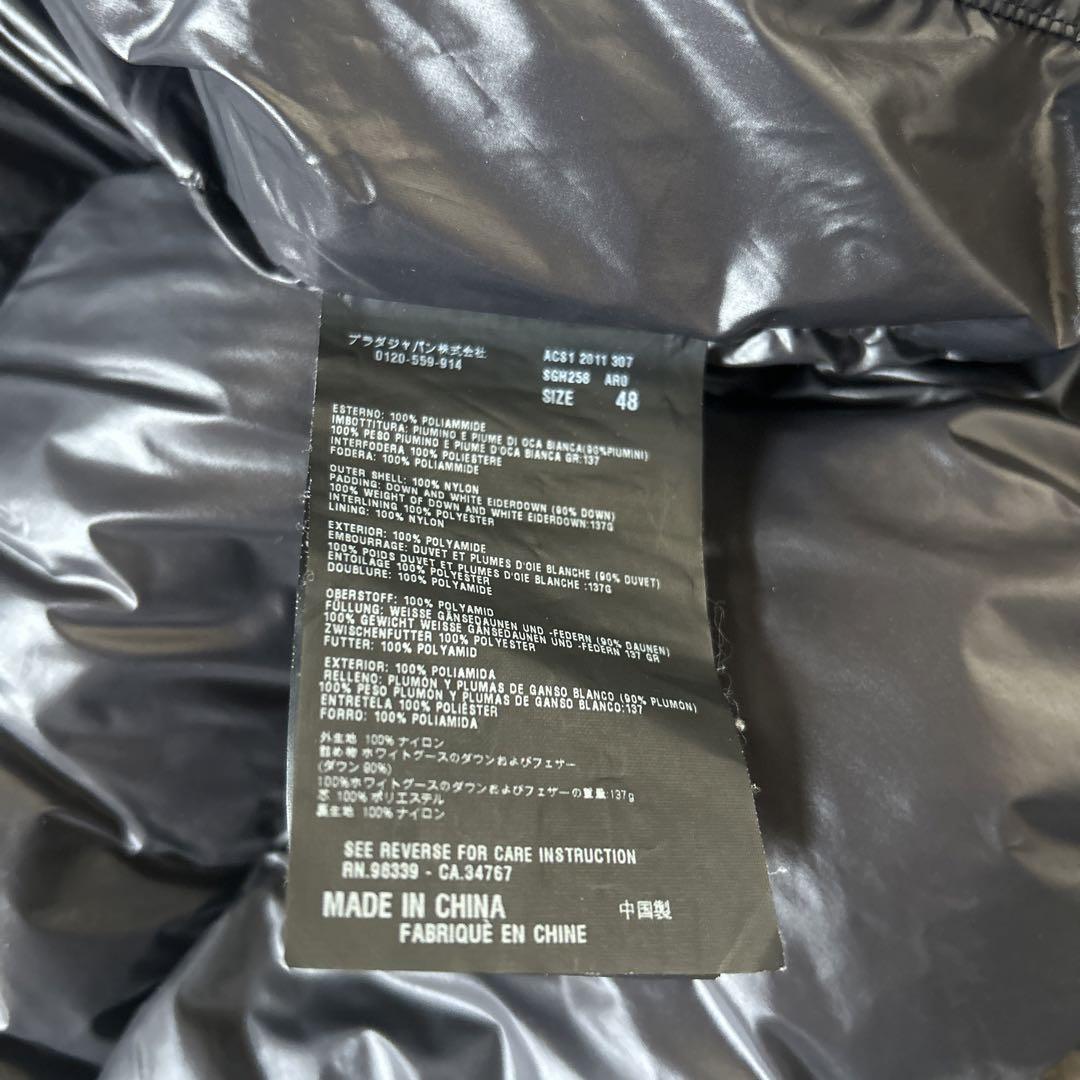 プラダジャパン株式会社
0120-559-914
ACS1 2011 307
SGH258 ARO
SIZE 48
ESTERNO: 100% POLIAMMIDE
IMBOTTITURA: PIUMINO E PIUME DI OCA BIANCA(90%PIUMINI)
100% PESO PIUMINO E PIUME D'OCA BIANCA GR:137
INTERFODERA 100% POLIESTERE
FODERA: 100% POLIAMMIDE
OUTER SHELL: 100% NYLON
PADDING: DOWN AND WHITE EIDERDOWN (90% DOWN)
100% WEIGHT OF DOWN AND WHITE EIDERDOWN:137G
INTERLINING 100% POLYESTER
LINING: 100% NYLON
EXTERIOR: 100% POLYAMIDE
EMBOURRAGE: DUVET ET PLUMES D'OIE BLANCHE (90% DUVET)
100% POIDS DUVET ET PLUMES D'OIE BLANCHE :137G
ENTOILAGE 100% POLYESTER
DOUBLURE: 100% POLYAMIDE
OBERSTOFF: 100% POLYAMID
FÜLLUNG: WEISSE GÄNSEDAUNEN UND -FEDERN (90% DAUNEN)
100% GEWICHT WEISSE GÄNSEDAUNEN UND -FEDERN 137 GR
ZWISCHENFUTTER 100% POLYESTER
FUTTER: 100% POLYAMID
EXTERIOR: 100% POLIAMIDA
RELLENO: PLUMÓN Y PLUMAS DE GANSO BLANCO (90% PLUMÓN)
100% PESO PLUMÓN Y PLUMAS DE GANSO BLANCO:137
ENTRETELA 100% POLIÉSTER
FORRO: 100% POLIAMIDA
外生地 100% ナイロン
詰め物 ホワイトグースのダウンおよびフェザー
(ダウン 90%)
100%ホワイトグースのダウンおよびフェザーの重量:137g
芯 100% ポリエステル
裏生地 100% ナイロン
SEE REVERSE FOR CARE INSTRUCTION
RN.98339 - CA.34767
MADE IN CHINA 中国製
FABRIQUÈ EN CHINE